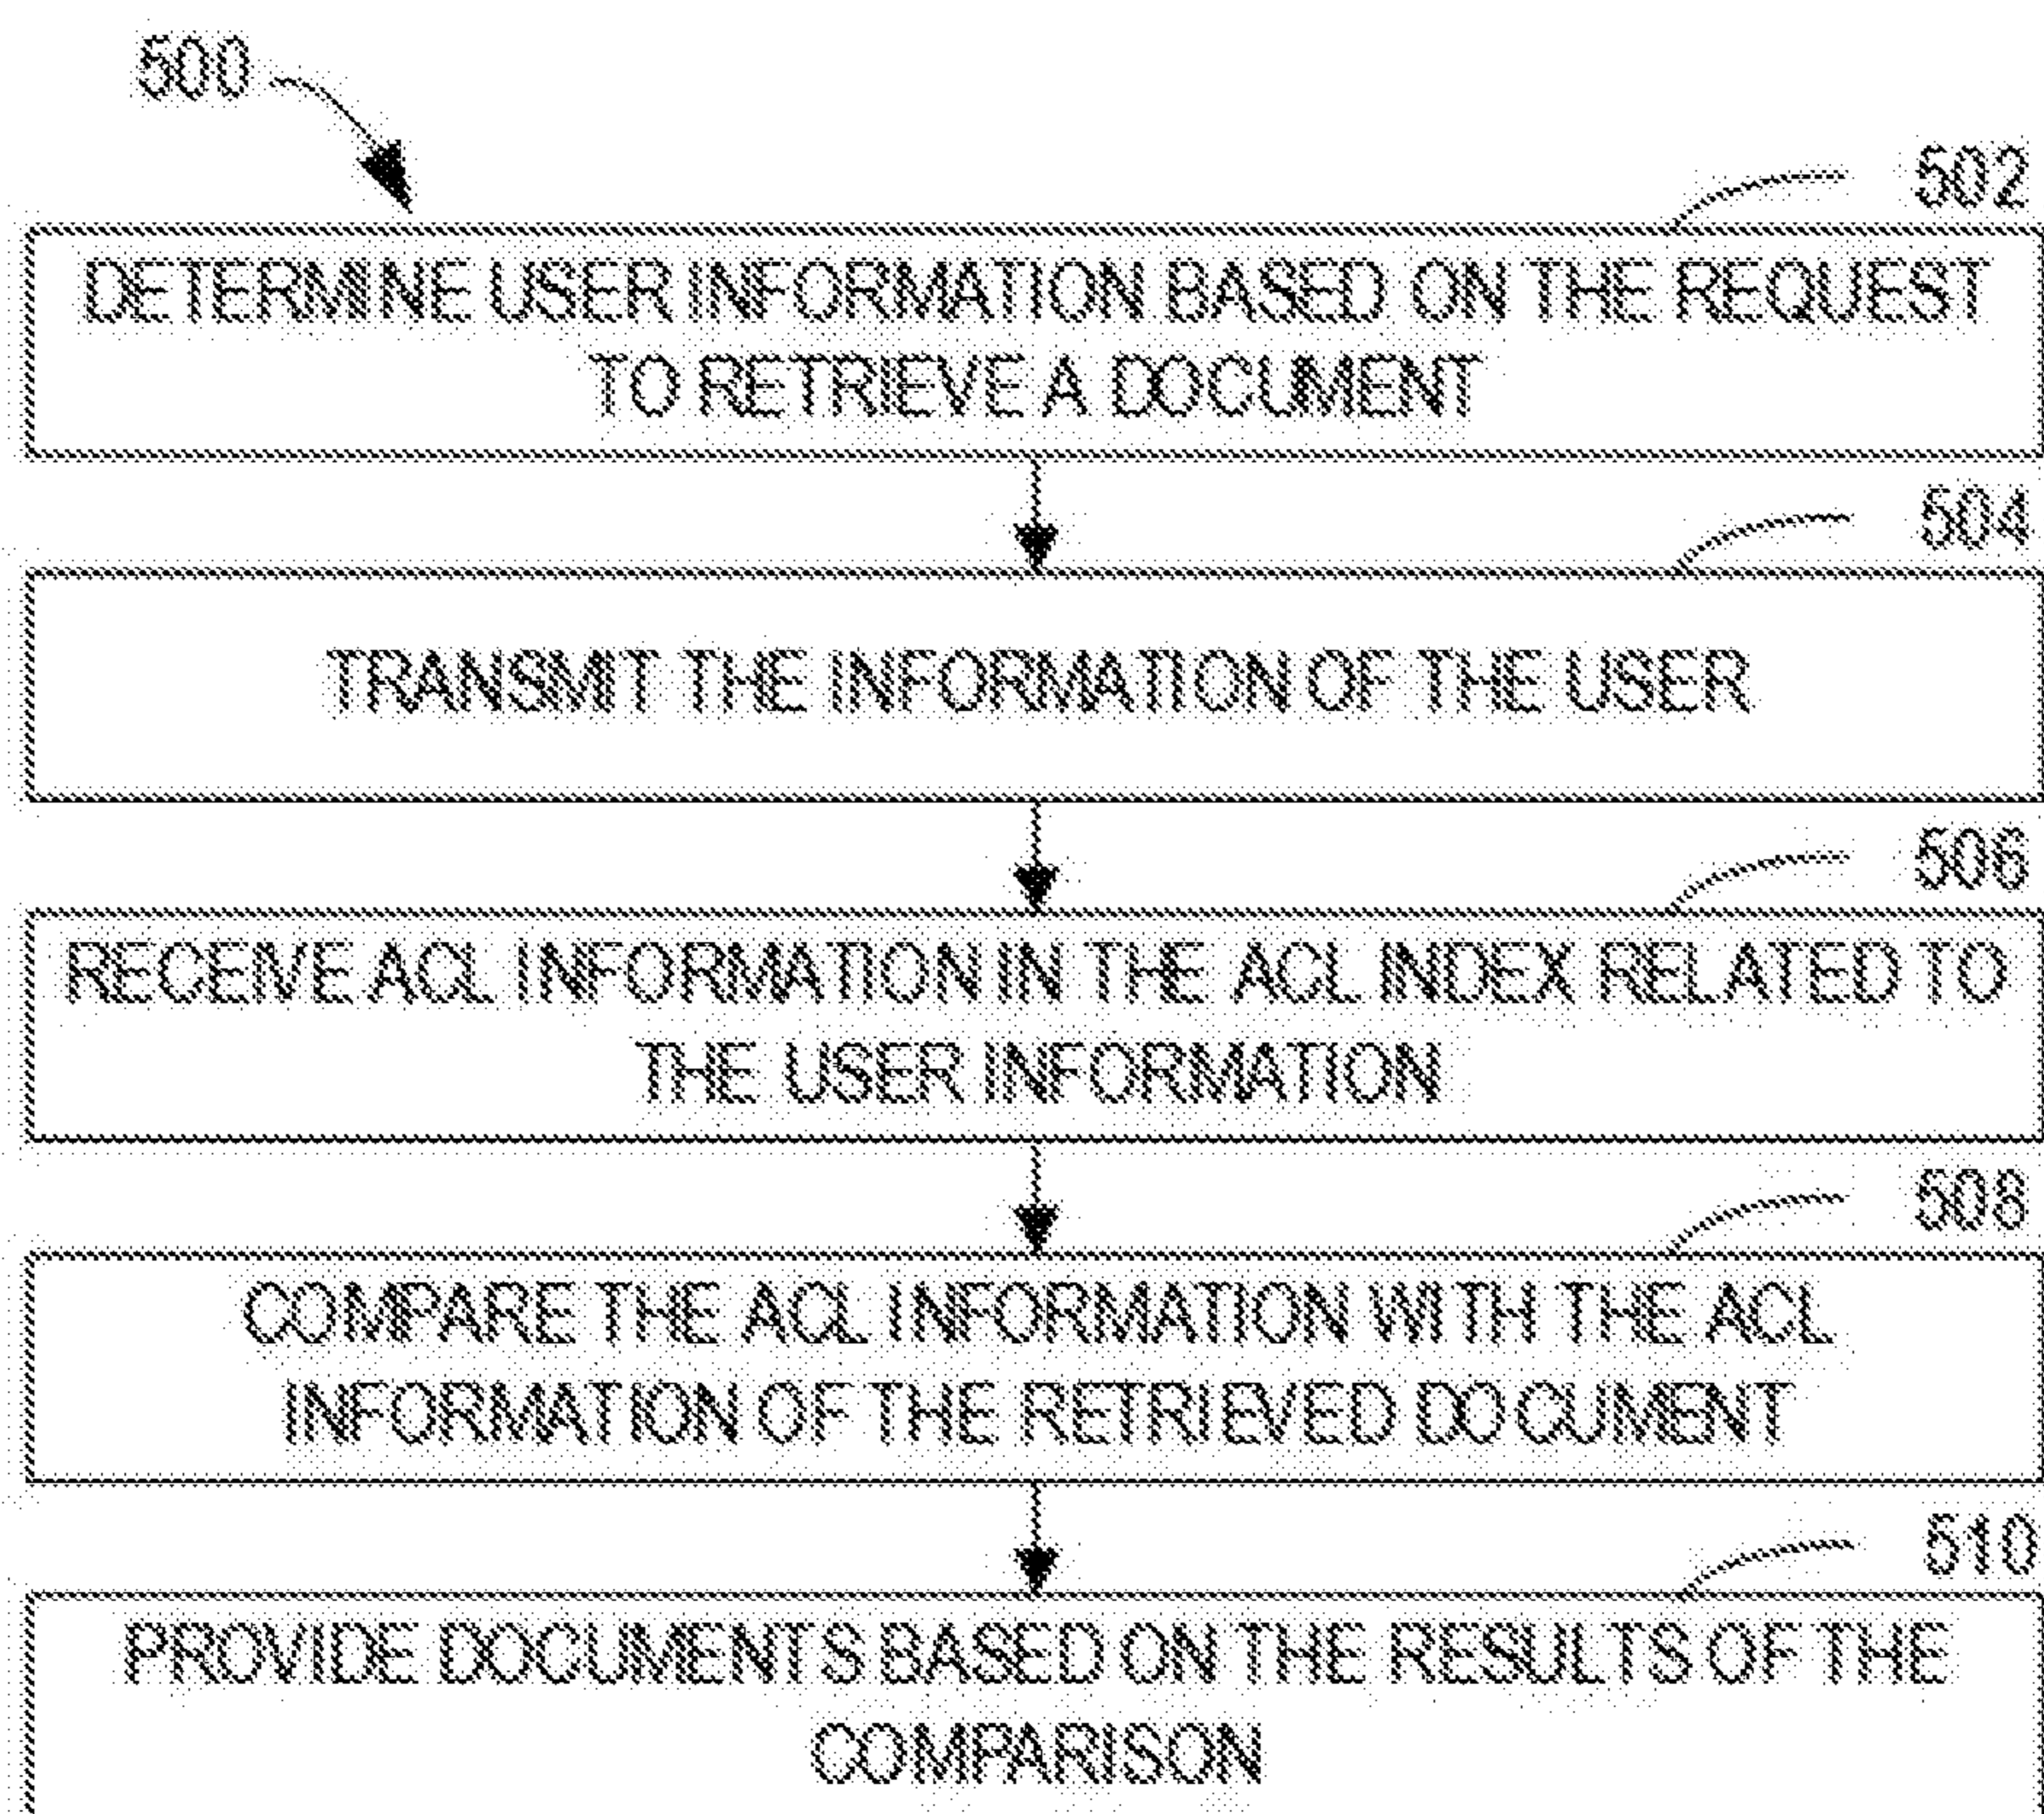 500
502
DETERMINE USER INFORMATION BASED ON THE REQUEST
TO RETRIEVE A DOCUMENT
504
TRANSMIT THE INFORMATION OF THE USER
506
RECEIVE ACL INFORMATION IN THE ACL INDEX RELATED TO
THE USER INFORMATION
508
COMPARE THE ACL INFORMATION WITH THE ACL
INFORMATION OF THE RETRIEVED DOCUMENT
510
PROVIDE DOCUMENTS BASED ON THE RESULTS OF THE
COMPARISON